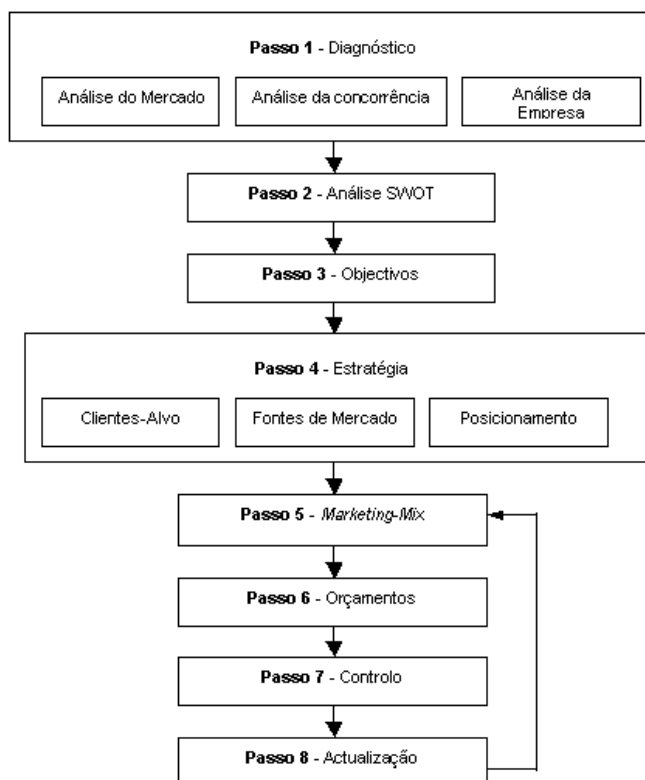 Passo 1 - Diagnóstico
Análise do Mercado
Análise da concorrência
Análise da
Empresa
Passo 2 - Análise SWOT
Passo 3 - Objectivos
Passo 4 - Estratégia
Clientes-Alvo
Fontes de Mercado
Posicionamento
Passo 5 - Marketing-Mix
Passo 6 - Orçamentos
Passo 7 - Controlo
Passo 8 - Actualização